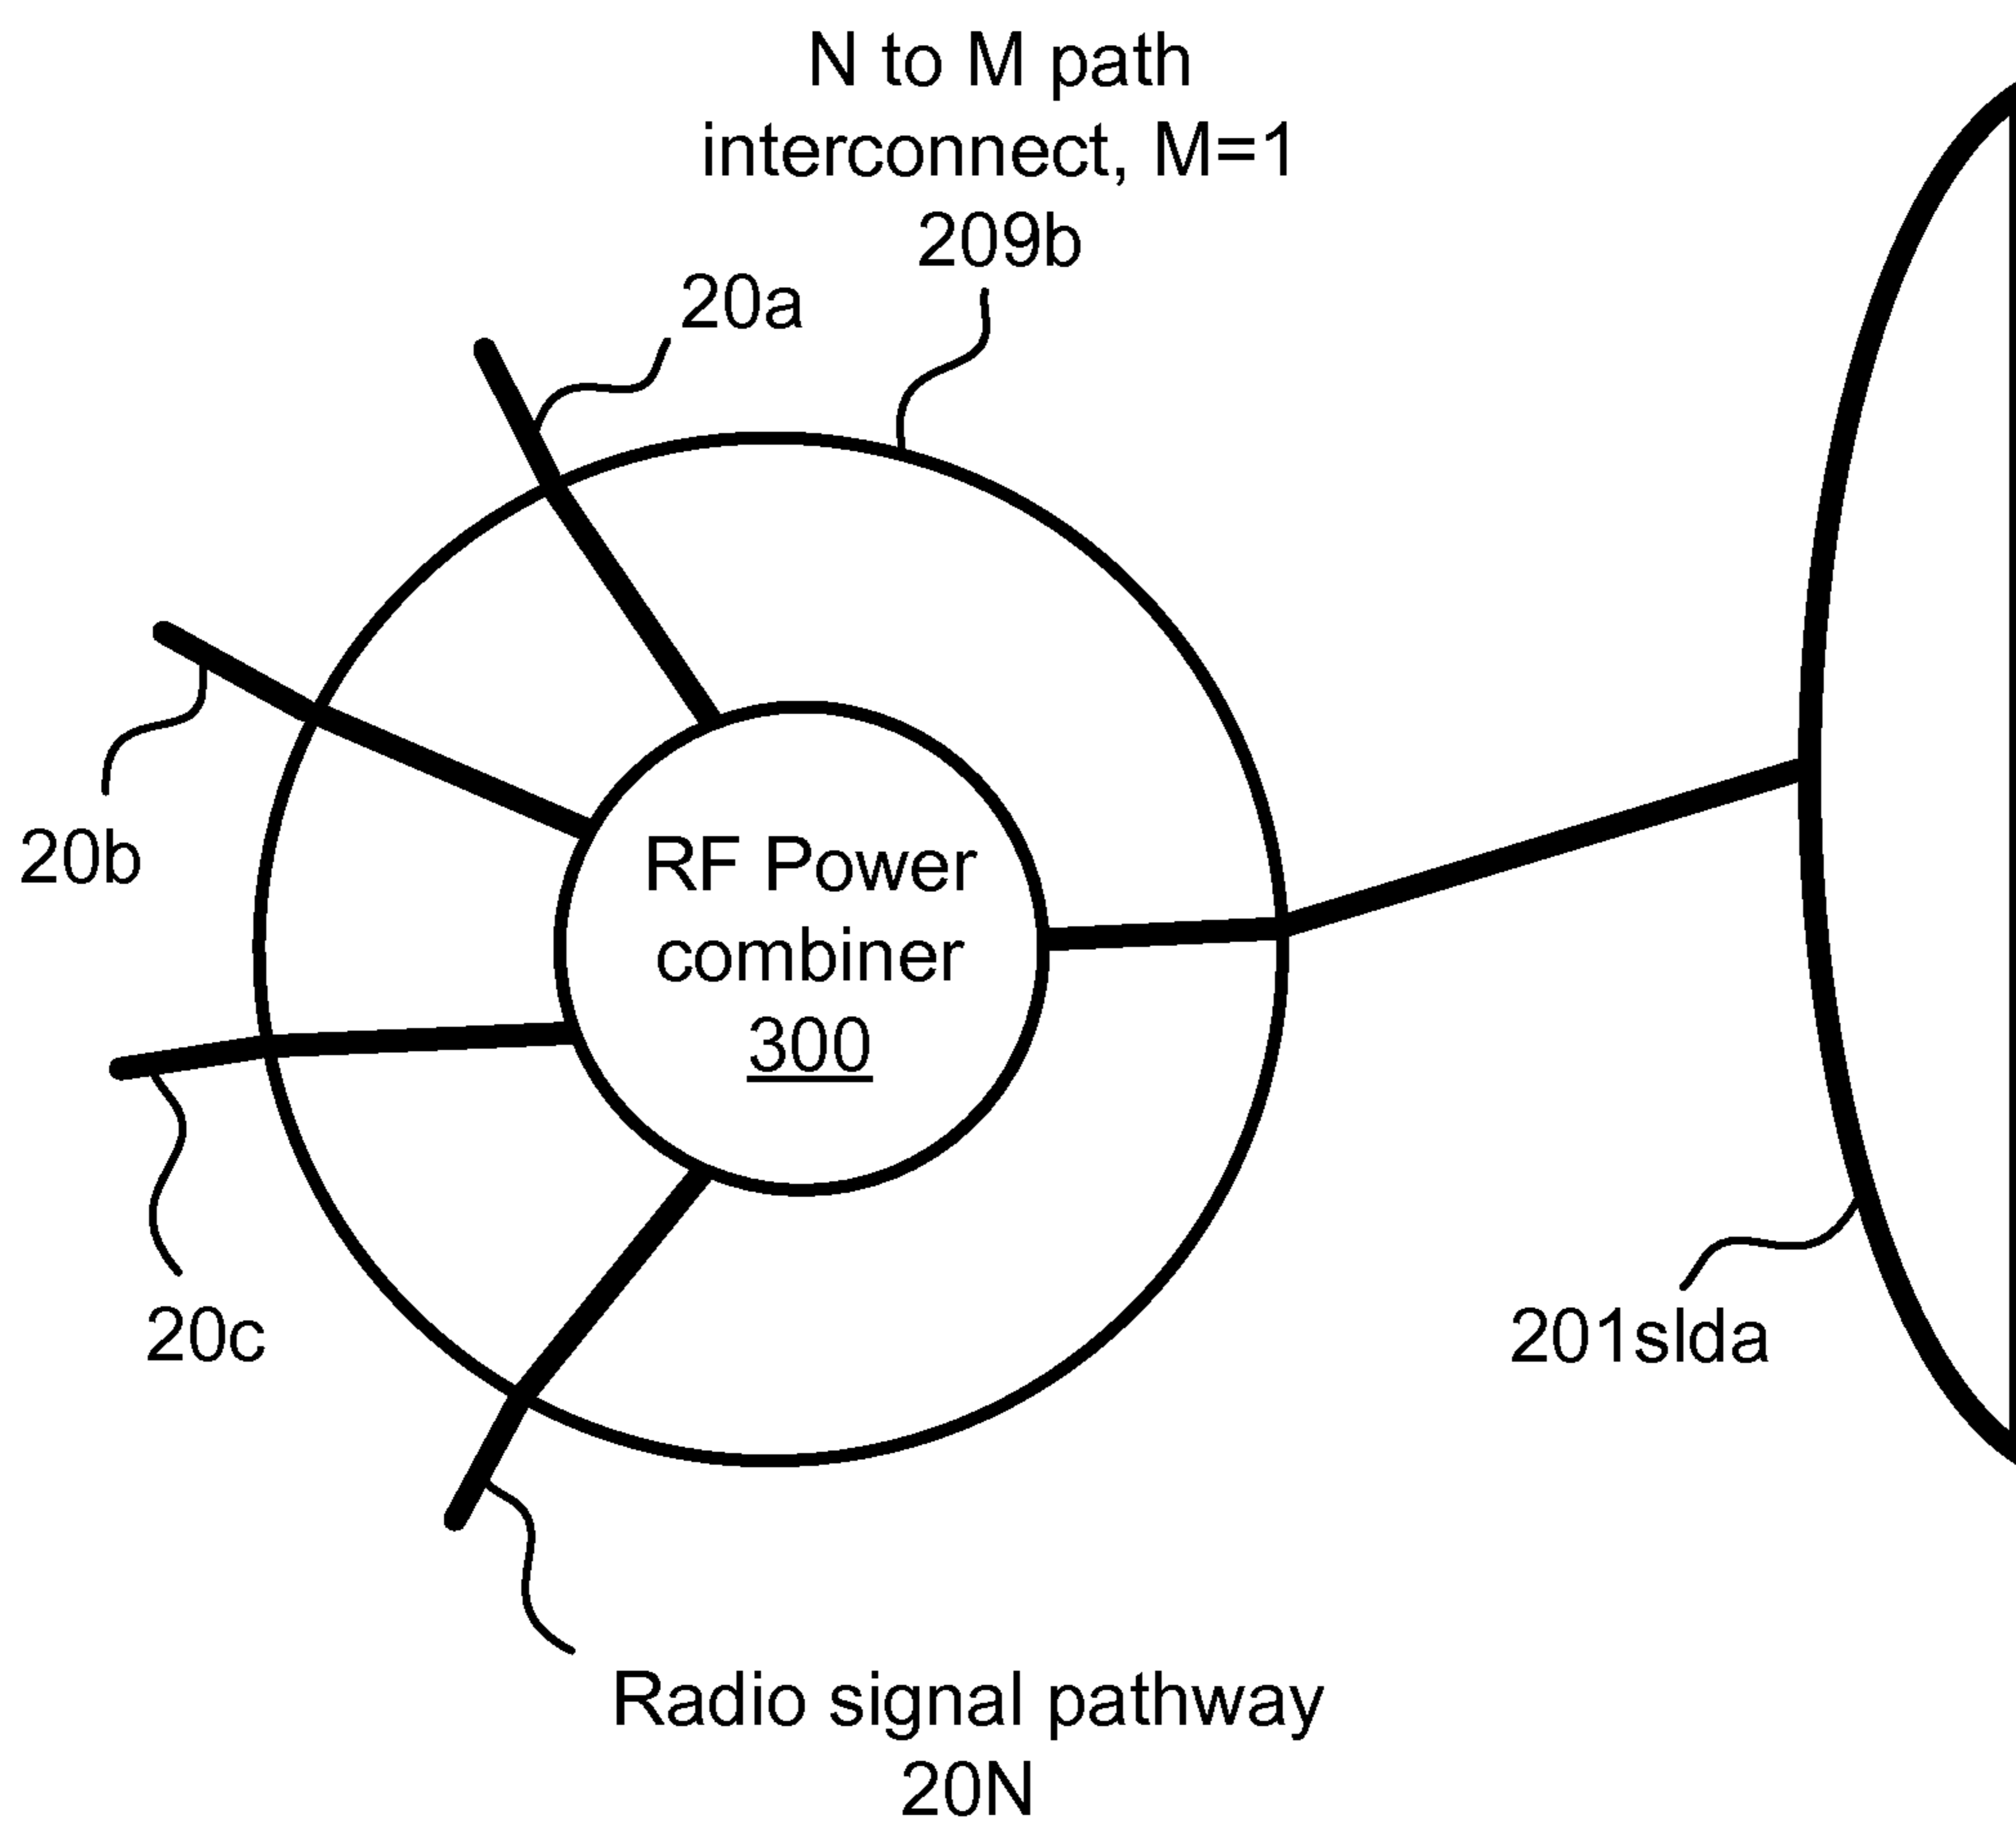 N to M path
interconnect, M=1
209b
20a
20b
RF Power
combiner
300
20c
201slda
Radio signal pathway
20N